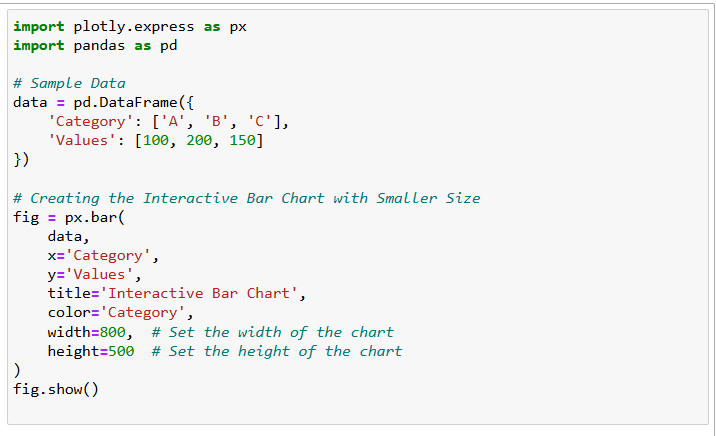 import plotly.express as px
import pandas as pd

# Sample Data
data = pd.DataFrame({
    'Category': ['A', 'B', 'C'],
    'Values': [100, 200, 150]
})

# Creating the Interactive Bar Chart with Smaller Size
fig = px.bar(
    data,
    x='Category',
    y='Values',
    title='Interactive Bar Chart',
    color='Category',
    width=800,  # Set the width of the chart
    height=500  # Set the height of the chart
)
fig.show()